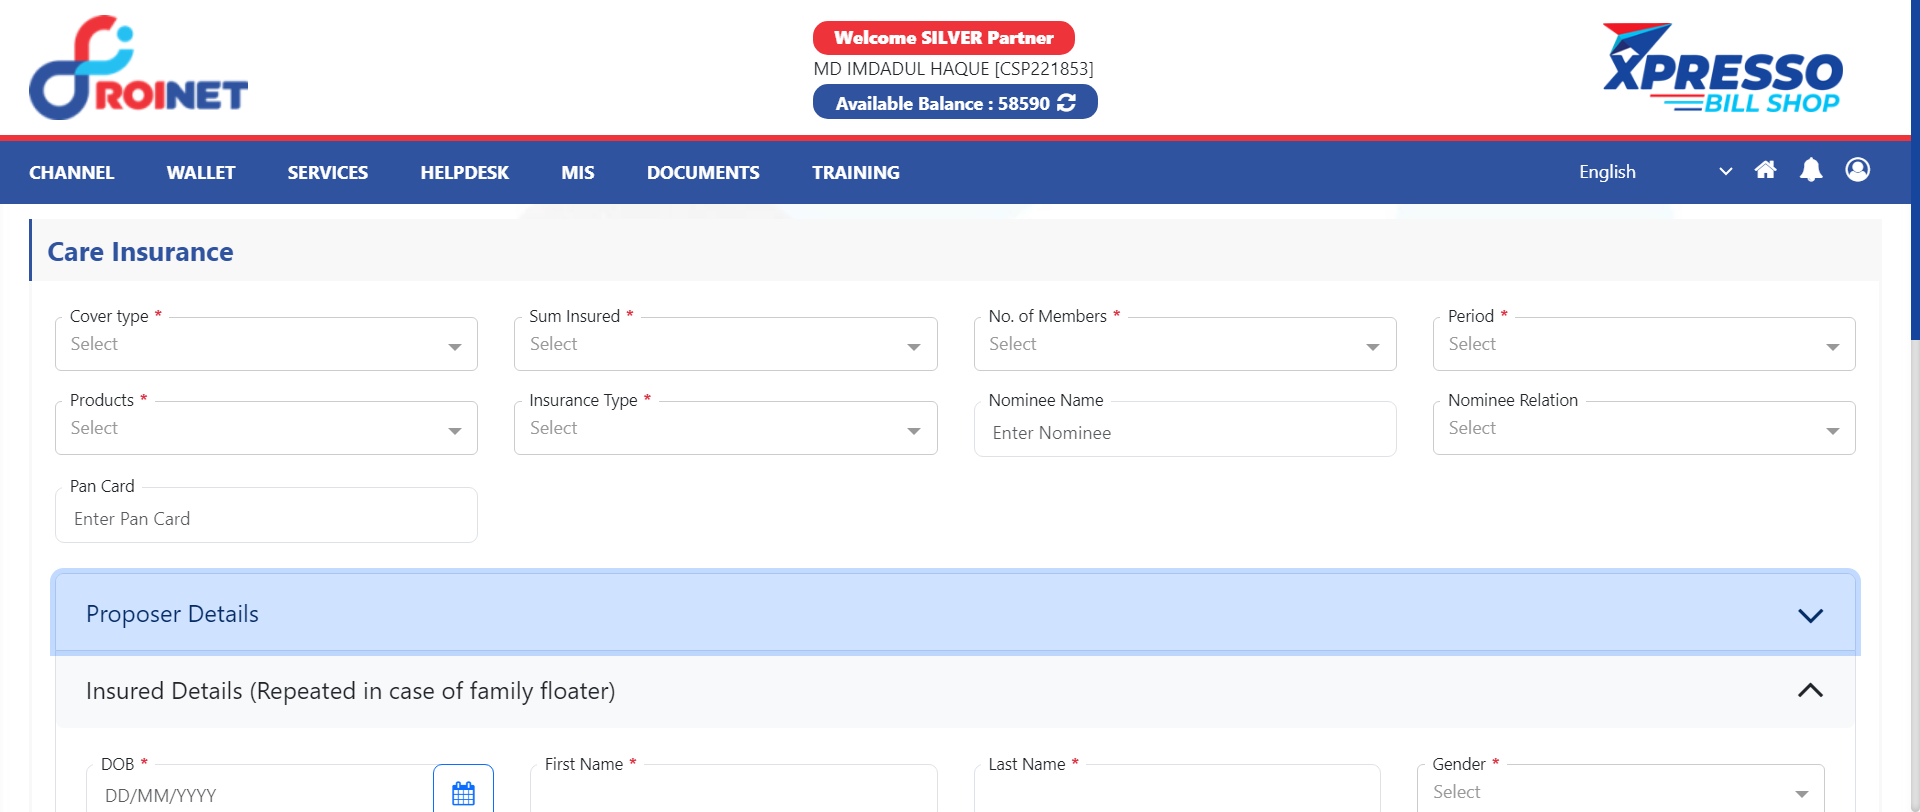 ROINET
Welcome SILVER Partner
MD IMDADUL HAQUE [CSP221853]
Available Balance : 58590
XPRESSO
BILL SHOP
CHANNEL WALLET SERVICES HELPDESK MIS DOCUMENTS TRAINING English
Care Insurance
Cover type * Sum Insured * No. of Members * Period *
Select Select Select Select
Products * Insurance Type * Nominee Name Nominee Relation
Select Select Enter Nominee Select
Pan Card
Enter Pan Card
Proposer Details
Insured Details (Repeated in case of family floater)
DOB * First Name * Last Name * Gender *
DD/MM/YYYY Select